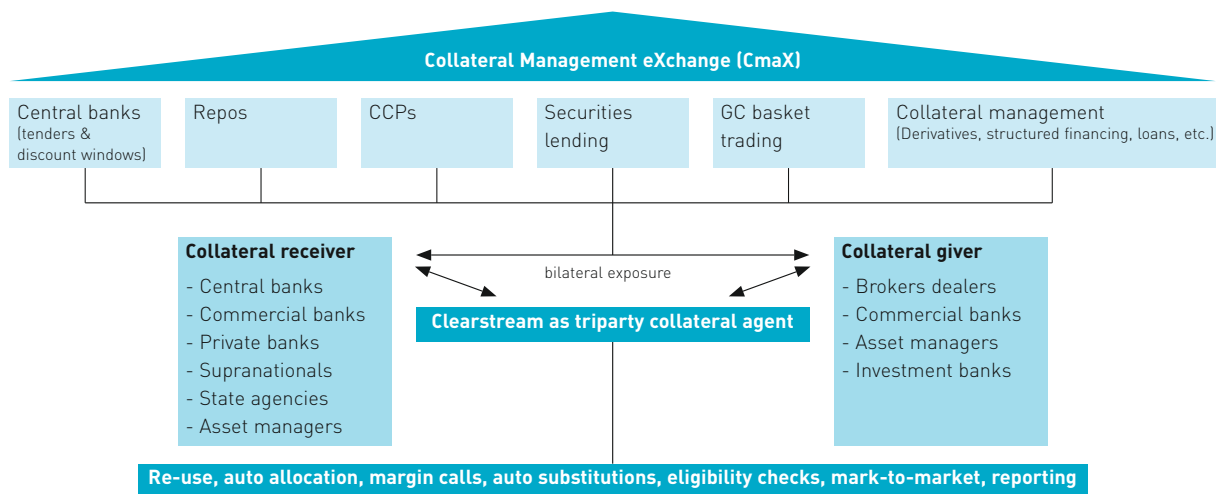 Collateral Management eXchange (CmaX)
Central banks
(tenders &
discount windows)
Repos
CCPs
Securities
lending
GC basket
trading
Collateral management
(Derivatives, structured financing, loans, etc.)
Collateral receiver
- Central banks
- Commercial banks
- Private banks
- Supranationals
- State agencies
- Asset managers
bilateral exposure
Clearstream as triparty collateral agent
Collateral giver
- Brokers dealers
- Commercial banks
- Asset managers
- Investment banks
Re-use, auto allocation, margin calls, auto substitutions, eligibility checks, mark-to-market, reporting